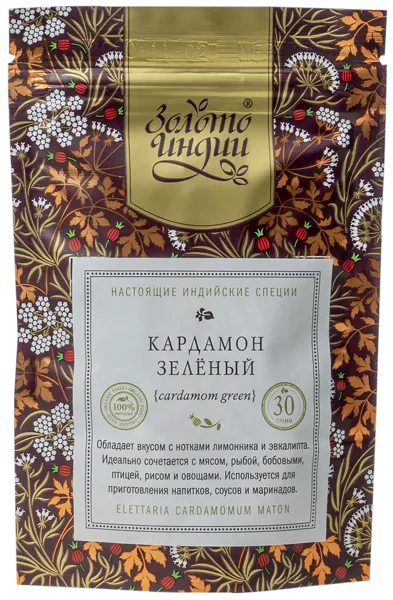 Золото
Индии
®
НАСТОЯЩИЕ ИНДИЙСКИЕ СПЕЦИИ
КАРДАМОН
ЗЕЛЁНЫЙ
{cardamom green}
100%
30
ГРАММ
Обладает вкусом с нотками лимонника и эвкалипта.
Идеально сочетается с мясом, рыбой, бобовыми,
птицей, рисом и овощами. Используется для
приготовления напитков, соусов и маринадов.
ELETTARIA CARDAMOMUM MATON